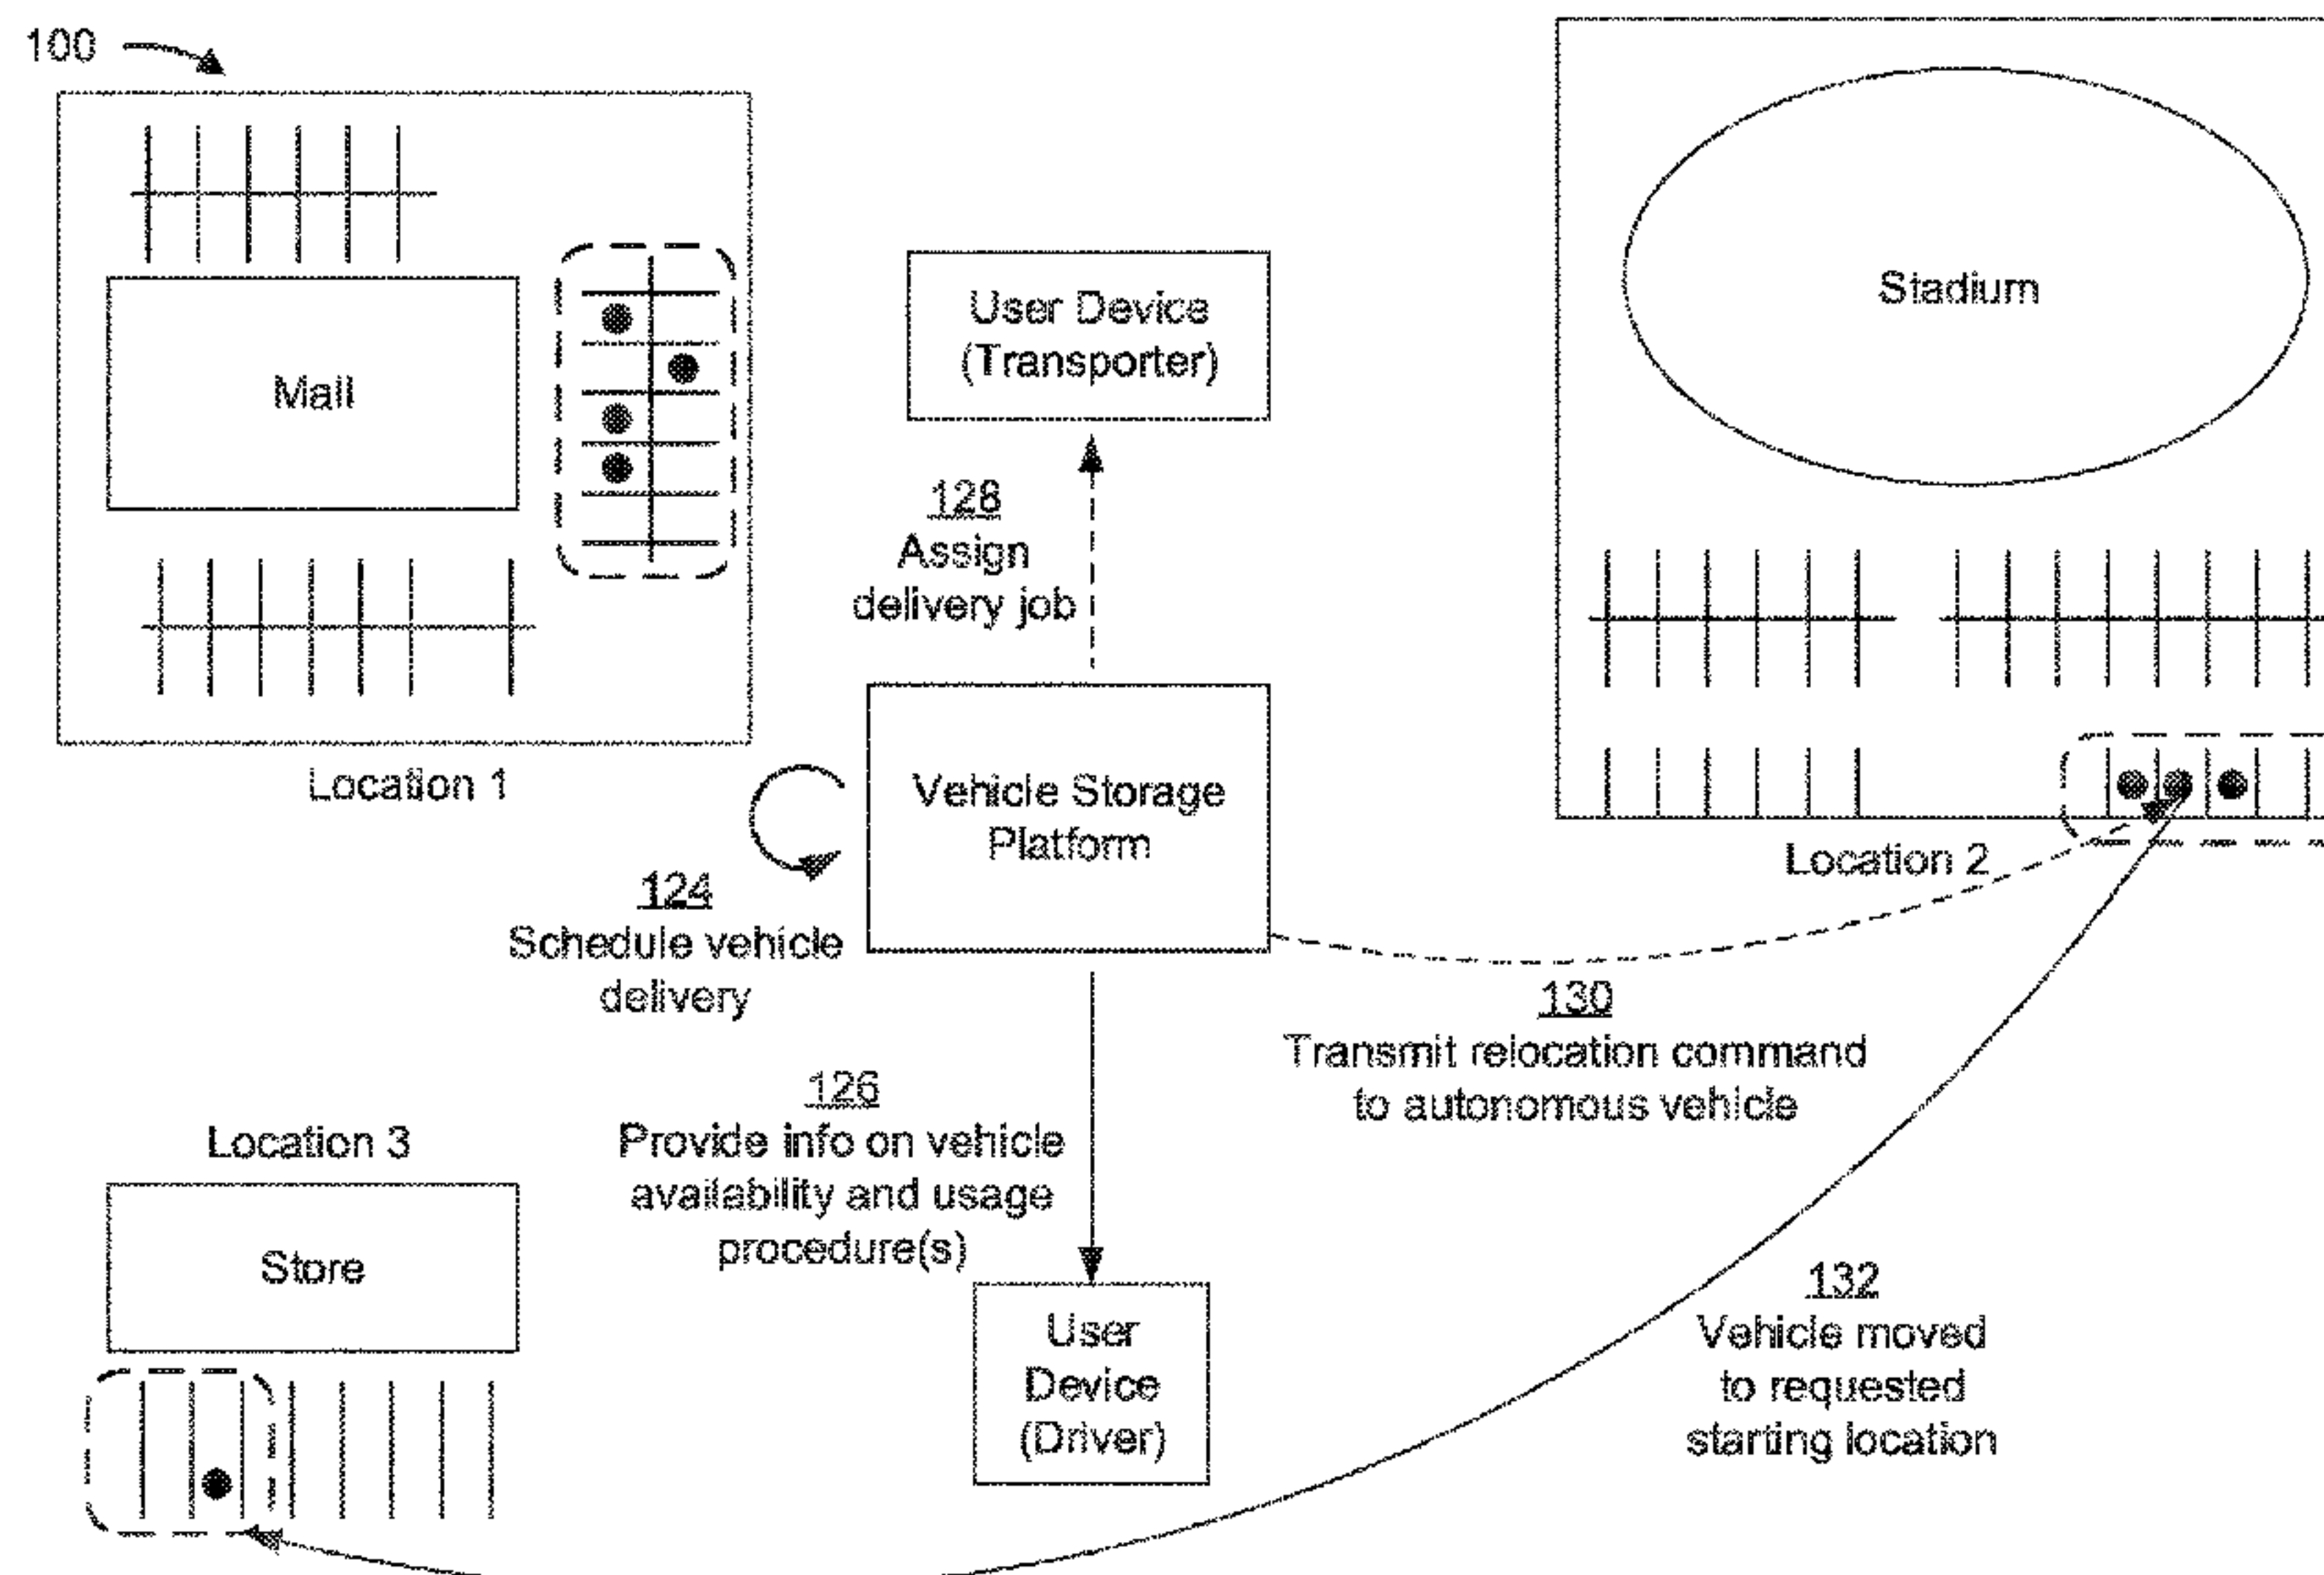 100
Mall
Location 1
User Device
(Transporter)
Stadium
128
Assign
delivery job
Vehicle Storage
Platform
Location 2
124
Schedule vehicle
delivery
130
Transmit relocation command
to autonomous vehicle
126
Provide info on vehicle
availability and usage
procedure(s)
Location 3
Store
User
Device
(Driver)
132
Vehicle moved
to requested
starting location